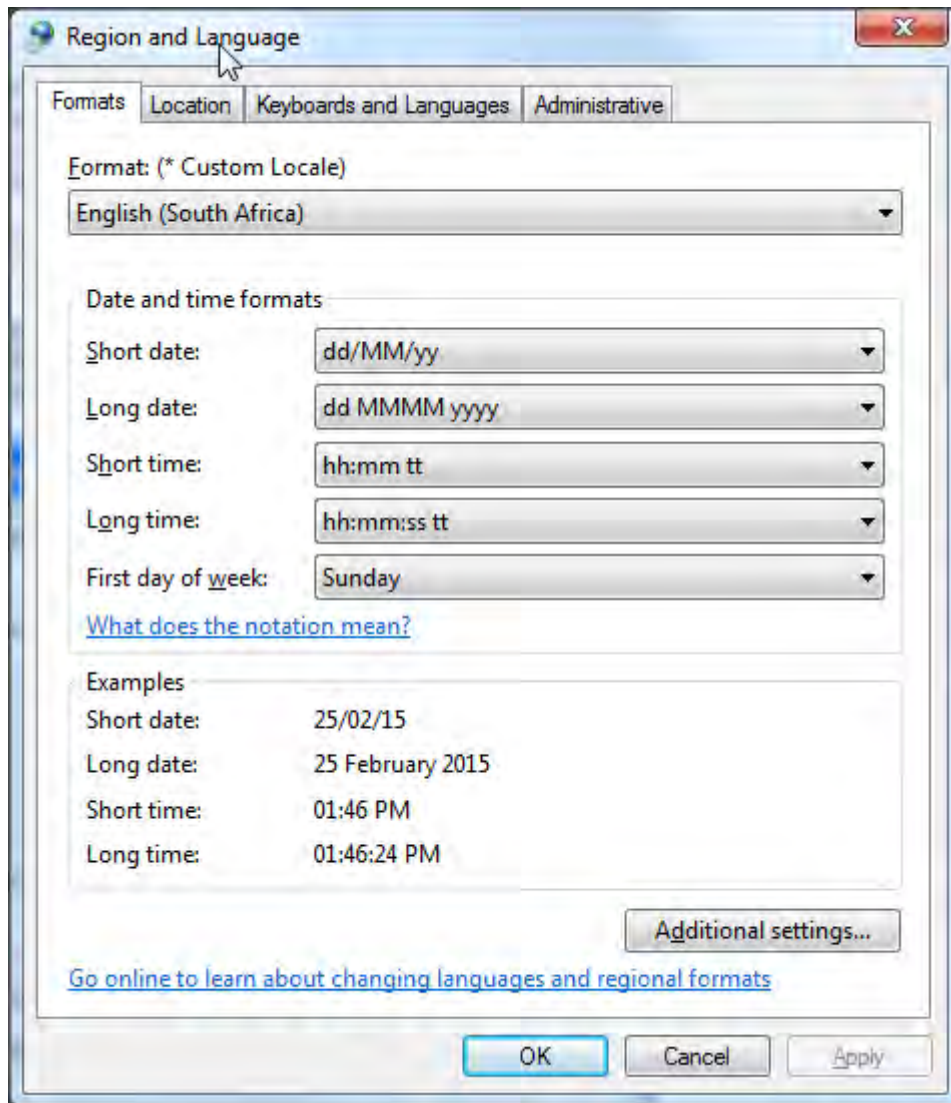 Region and Language
Formats Location Keyboards and Languages Administrative
Format: (* Custom Locale)
English (South Africa)
Date and time formats
Short date: dd/MM/yy
Long date: dd MMMM yyyy
Short time: hh:mm tt
Long time: hh:mm:ss tt
First day of week: Sunday
What does the notation mean?
Examples
Short date: 25/02/15
Long date: 25 February 2015
Short time: 01:46 PM
Long time: 01:46:24 PM
Additional settings...
Go online to learn about changing languages and regional formats
OK Cancel Apply